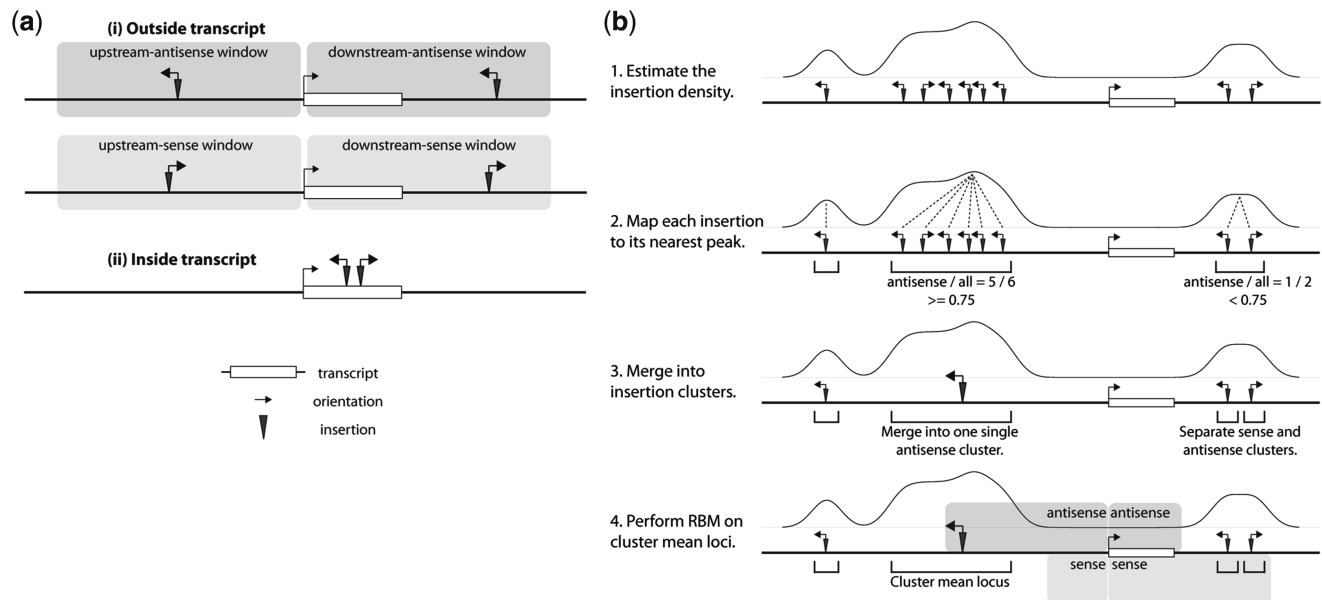 (a)
(i) Outside transcript
upstream-antisense window
downstream-antisense window
upstream-sense window
downstream-sense window
(ii) Inside transcript
transcript
orientation
insertion
(b)
1. Estimate the
insertion density.
2. Map each insertion
to its nearest peak.
antisense / all = 5 / 6
>= 0.75
antisense / all = 1 / 2
< 0.75
3. Merge into
insertion clusters.
Merge into one single
antisense cluster.
Separate sense and
antisense clusters.
4. Perform RBM on
cluster mean loci.
antisense antisense
sense sense
Cluster mean locus